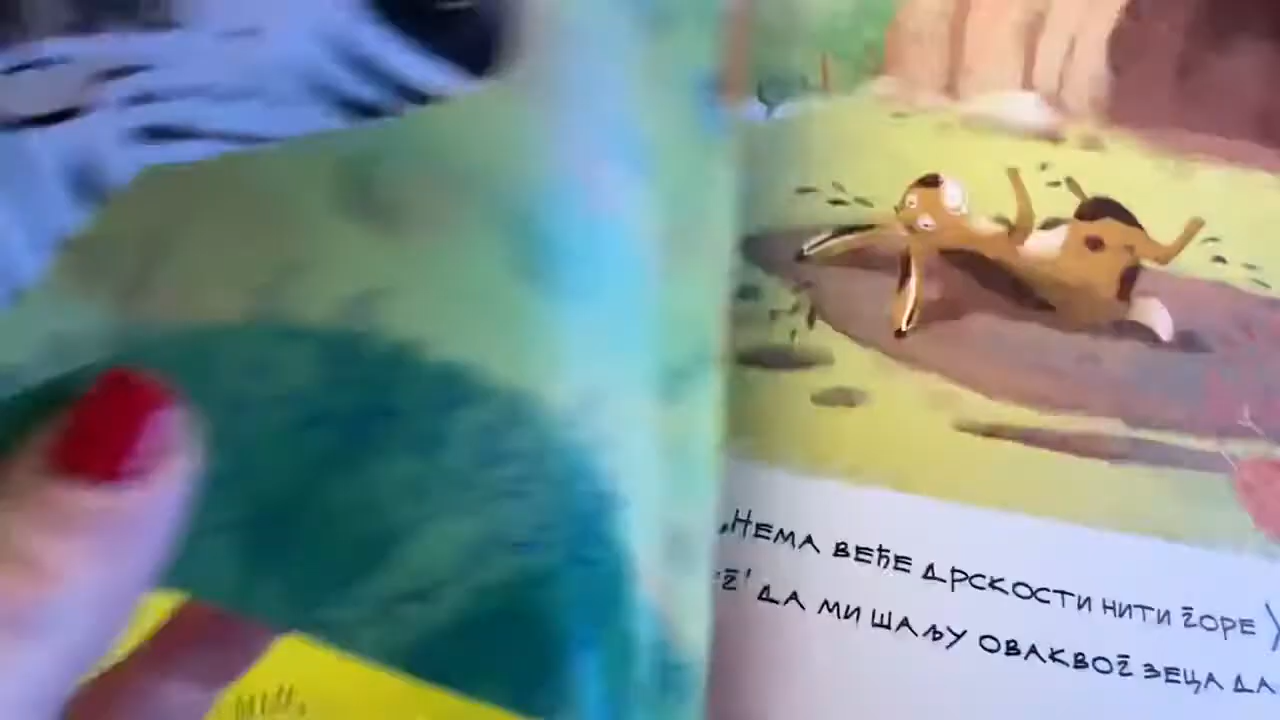 „НЕМА ВЕЋЕ ДРСКОСТИ НИТИ ГОРЕ
ДА МИ ШАЉУ ОВАКВОГ ЗЕЦА ДА